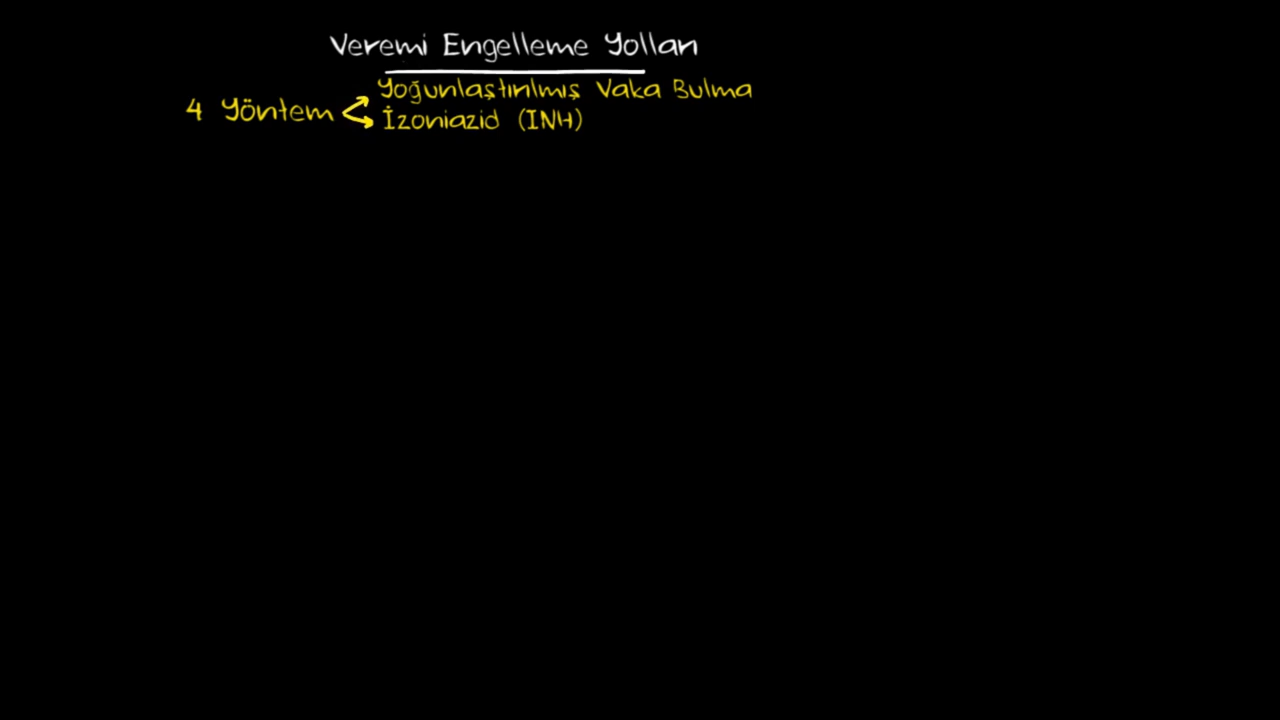 Veremi Engelleme Yolları
4 Yöntem
Yoğunlaştırılmış Vaka Bulma
İzoniazid (INH)